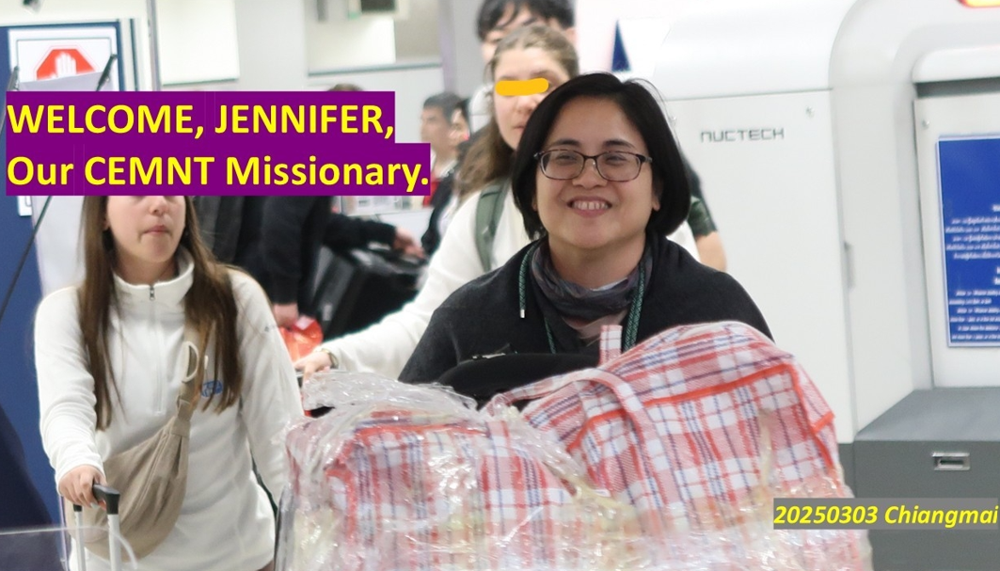 WELCOME, JENNIFER,
Our CEMNT Missionary.
NUCTECH
20250303 Chiangmai